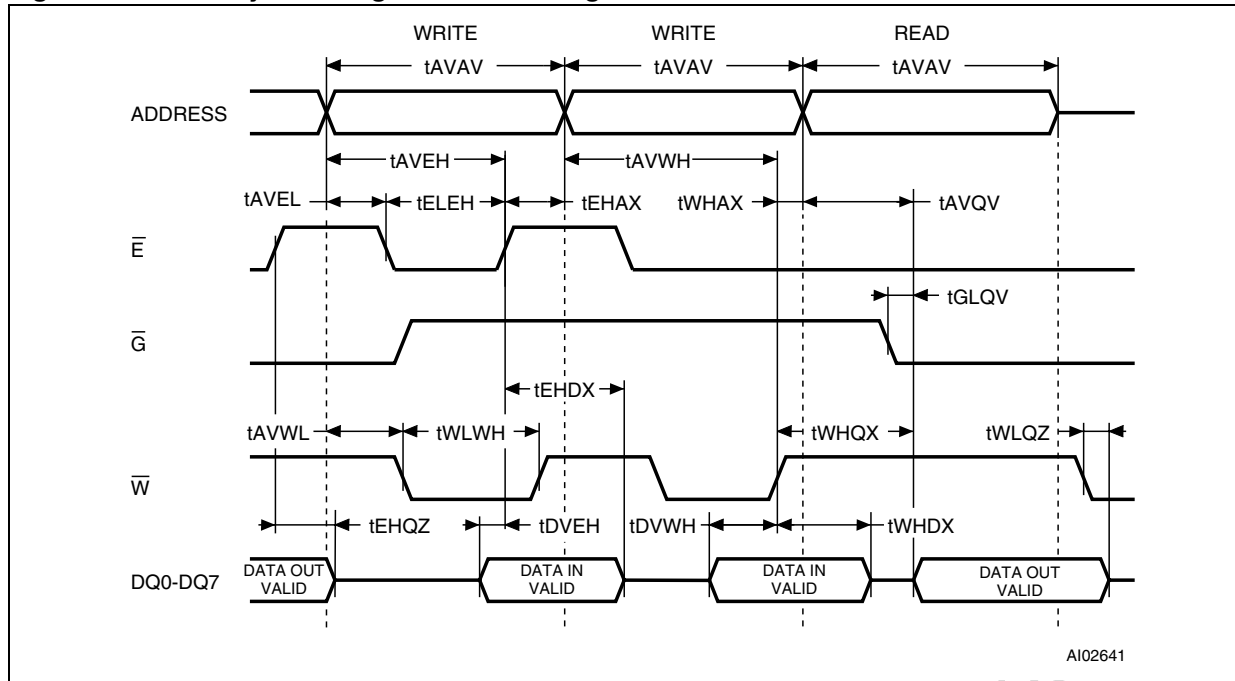 WRITE WRITE READ
tAVAV tAVAV tAVAV
ADDRESS
tAVEH tAVWH
tAVEL tELEH tEHAX tWHAX tAVQV
E
tGLQV
G
tEHDX
tAVWL tWLWH tWHQX tWLQZ
W
tEHQZ tDVEH tDVWH tWHDX
DQ0-DQ7
DATA OUT VALID
DATA IN VALID
DATA IN VALID
DATA OUT VALID
AI02641